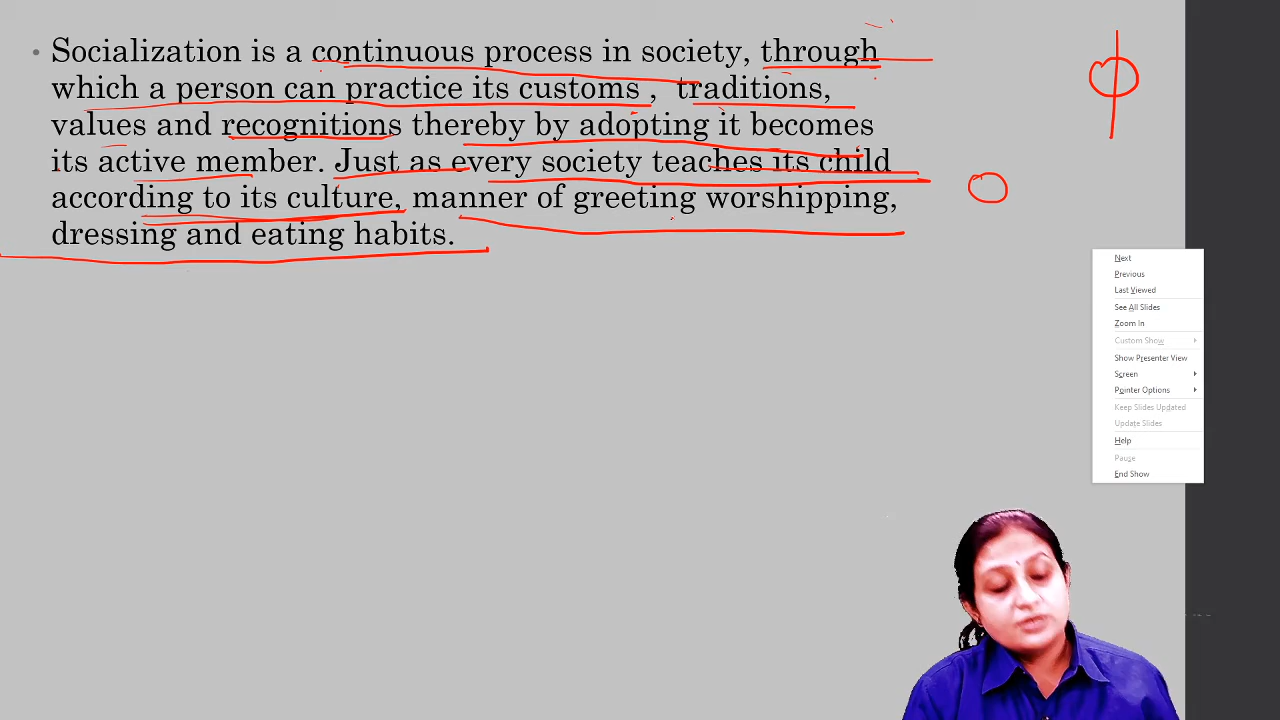 • Socialization is a continuous process in society, through
which a person can practice its customs , traditions,
values and recognitions thereby by adopting it becomes
its active member. Just as every society teaches its child
according to its culture, manner of greeting worshipping,
dressing and eating habits.
Next
Previous
Last Viewed
See All Slides
Zoom In
Custom Show
Show Presenter View
Screen
Pointer Options
Keep Slides Updated
Update Slides
Help
Pause
End Show